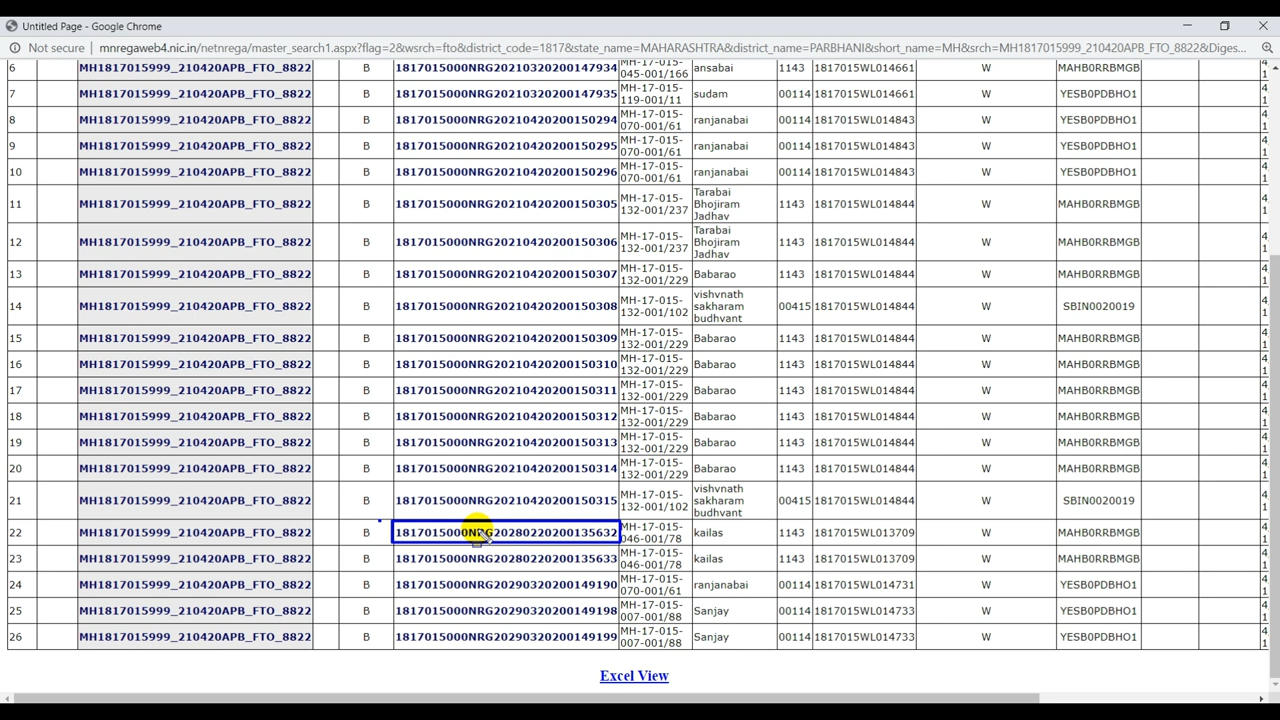 Untitled Page - Google Chrome
Not secure | mnregaweb4.nic.in/netnrega/master_search1.aspx?flag=2&wsrch=fto&district_code=1817&state_name=MAHARASHTRA&district_name=PARBHANI&short_name=MH&srch=MH1817015999_210420APB_FTO_8822&Diges...
6 MH1817015999_210420APB_FTO_8822 B 1817015000NRG20210320200147934 MH-17-015-045-001/166 ansabai 1143 1817015WL014661 W MAHB0RRBMGB
7 MH1817015999_210420APB_FTO_8822 B 1817015000NRG20210320200147935 MH-17-015-119-001/11 sudam 00114 1817015WL014661 W YESB0PDBHO1
8 MH1817015999_210420APB_FTO_8822 B 1817015000NRG20210420200150294 MH-17-015-070-001/61 ranjanabai 00114 1817015WL014843 W YESB0PDBHO1
9 MH1817015999_210420APB_FTO_8822 B 1817015000NRG20210420200150295 MH-17-015-070-001/61 ranjanabai 00114 1817015WL014843 W YESB0PDBHO1
10 MH1817015999_210420APB_FTO_8822 B 1817015000NRG20210420200150296 MH-17-015-070-001/61 ranjanabai 00114 1817015WL014843 W YESB0PDBHO1
11 MH1817015999_210420APB_FTO_8822 B 1817015000NRG20210420200150305 MH-17-015-132-001/237 Tarabai Bhojiram Jadhav 1143 1817015WL014844 W MAHB0RRBMGB
12 MH1817015999_210420APB_FTO_8822 B 1817015000NRG20210420200150306 MH-17-015-132-001/237 Tarabai Bhojiram Jadhav 1143 1817015WL014844 W MAHB0RRBMGB
13 MH1817015999_210420APB_FTO_8822 B 1817015000NRG20210420200150307 MH-17-015-132-001/229 Babarao 1143 1817015WL014844 W MAHB0RRBMGB
14 MH1817015999_210420APB_FTO_8822 B 1817015000NRG20210420200150308 MH-17-015-132-001/102 vishvnath sakharam budhvant 00415 1817015WL014844 W SBIN0020019
15 MH1817015999_210420APB_FTO_8822 B 1817015000NRG20210420200150309 MH-17-015-132-001/229 Babarao 1143 1817015WL014844 W MAHB0RRBMGB
16 MH1817015999_210420APB_FTO_8822 B 1817015000NRG20210420200150310 MH-17-015-132-001/229 Babarao 1143 1817015WL014844 W MAHB0RRBMGB
17 MH1817015999_210420APB_FTO_8822 B 1817015000NRG20210420200150311 MH-17-015-132-001/229 Babarao 1143 1817015WL014844 W MAHB0RRBMGB
18 MH1817015999_210420APB_FTO_8822 B 1817015000NRG20210420200150312 MH-17-015-132-001/229 Babarao 1143 1817015WL014844 W MAHB0RRBMGB
19 MH1817015999_210420APB_FTO_8822 B 1817015000NRG20210420200150313 MH-17-015-132-001/229 Babarao 1143 1817015WL014844 W MAHB0RRBMGB
20 MH1817015999_210420APB_FTO_8822 B 1817015000NRG20210420200150314 MH-17-015-132-001/229 Babarao 1143 1817015WL014844 W MAHB0RRBMGB
21 MH1817015999_210420APB_FTO_8822 B 1817015000NRG20210420200150315 MH-17-015-132-001/102 vishvnath sakharam budhvant 00415 1817015WL014844 W SBIN0020019
22 MH1817015999_210420APB_FTO_8822 B 1817015000NRG20280220200135632 MH-17-015-046-001/78 kailas 1143 1817015WL013709 W MAHB0RRBMGB
23 MH1817015999_210420APB_FTO_8822 B 1817015000NRG20280220200135633 MH-17-015-046-001/78 kailas 1143 1817015WL013709 W MAHB0RRBMGB
24 MH1817015999_210420APB_FTO_8822 B 1817015000NRG20290320200149190 MH-17-015-070-001/61 ranjanabai 00114 1817015WL014731 W YESB0PDBHO1
25 MH1817015999_210420APB_FTO_8822 B 1817015000NRG20290320200149198 MH-17-015-007-001/88 Sanjay 00114 1817015WL014733 W YESB0PDBHO1
26 MH1817015999_210420APB_FTO_8822 B 1817015000NRG20290320200149199 MH-17-015-007-001/88 Sanjay 00114 1817015WL014733 W YESB0PDBHO1
Excel View